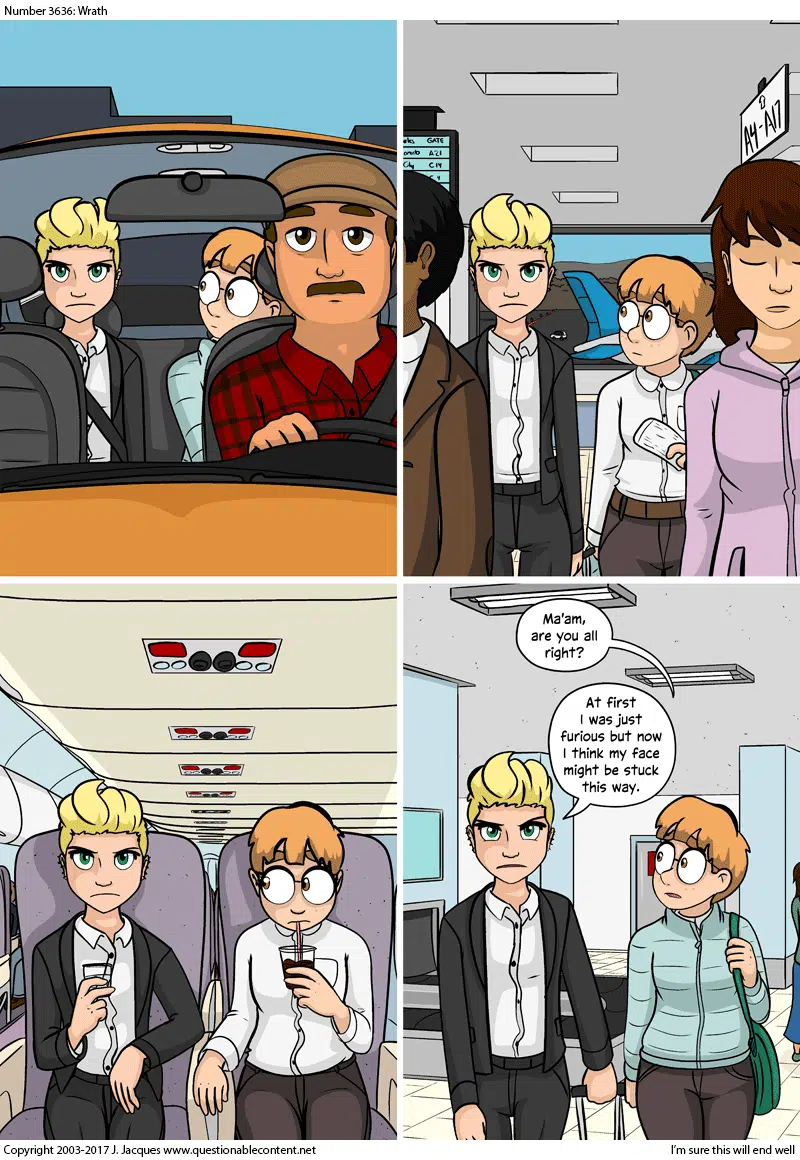 Number 3636: Wrath
GATE
A21
City C14
A4-A17
Ma'am,
are you all
right?
At first
I was just
furious but now
I think my face
might be stuck
this way.
Copyright 2003-2017 J. Jacques www.questionablecontent.net
I'm sure this will end well